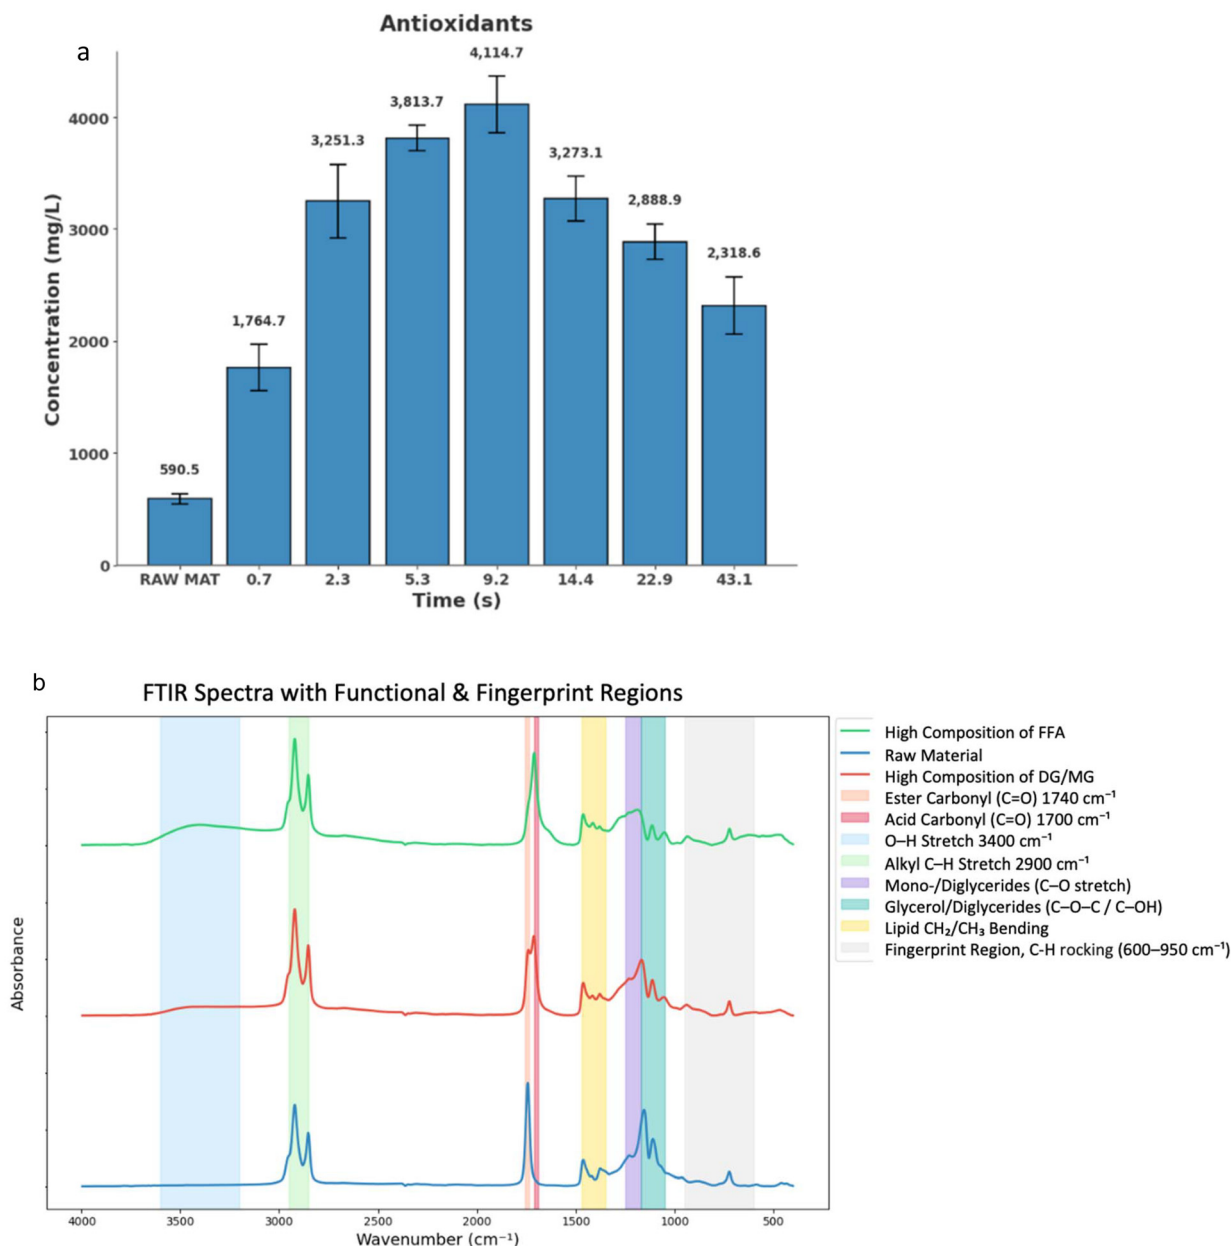 Antioxidants
a
4,114.7
3,813.7
3,251.3
3,273.1
2,888.9
2,318.6
1,764.7
590.5
4000
3000
2000
1000
0
Concentration (mg/L)
RAW MAT 0.7 2.3 5.3 9.2 14.4 22.9 43.1
Time (s)
b
FTIR Spectra with Functional & Fingerprint Regions
High Composition of FFA
Raw Material
High Composition of DG/MG
Ester Carbonyl (C=O) 1740 cm⁻¹
Acid Carbonyl (C=O) 1700 cm⁻¹
O–H Stretch 3400 cm⁻¹
Alkyl C–H Stretch 2900 cm⁻¹
Mono-/Diglycerides (C–O stretch)
Glycerol/Diglycerides (C–O–C / C–OH)
Lipid CH₂/CH₃ Bending
Fingerprint Region, C-H rocking (600–950 cm⁻¹)
Absorbance
4000 3500 3000 2500 2000 1500 1000 500
Wavenumber (cm⁻¹)